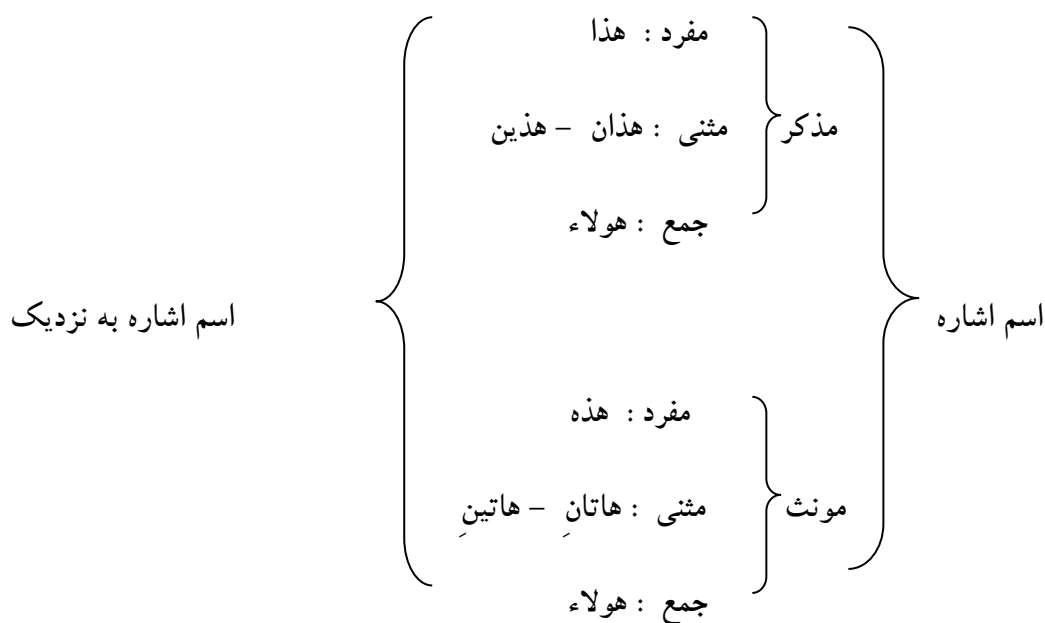 مفرد : هذا
مذکر
مثنی : هذان – هذین
جمع : هولاء
اسم اشاره
اسم اشاره به نزدیک
مفرد : هذه
مونث
مثنی : هاتانِ – هاتینِ
جمع : هولاء